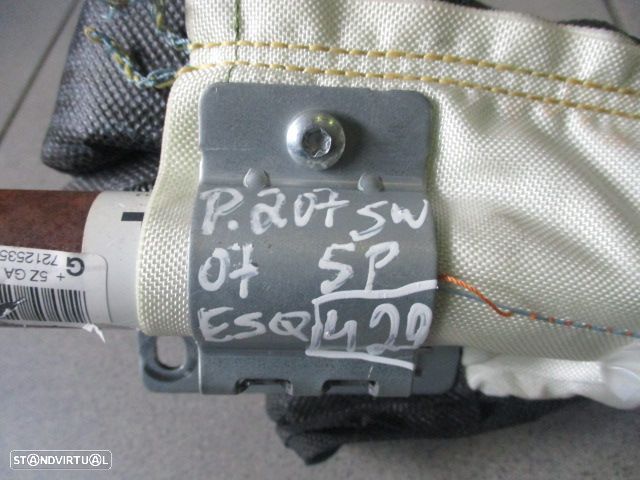 P.207 SW
07 5P
ESQ 420
+ 5Z GA
7212535
G
STANDVIRTUAL